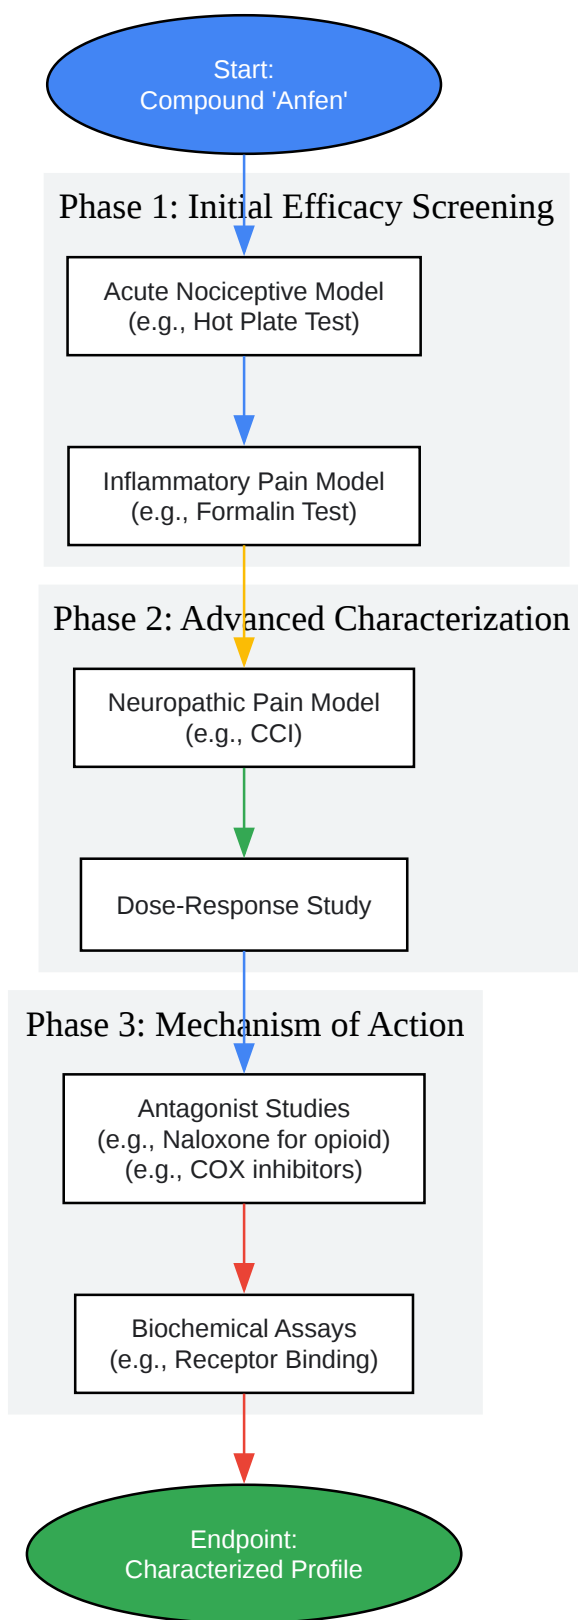 Start:
Compound 'Anfen'
Phase 1: Initial Efficacy Screening
Acute Nociceptive Model
(e.g., Hot Plate Test)
Inflammatory Pain Model
(e.g., Formalin Test)
Phase 2: Advanced Characterization
Neuropathic Pain Model
(e.g., CCI)
Dose-Response Study
Phase 3: Mechanism of Action
Antagonist Studies
(e.g., Naloxone for opioid)
(e.g., COX inhibitors)
Biochemical Assays
(e.g., Receptor Binding)
Endpoint:
Characterized Profile